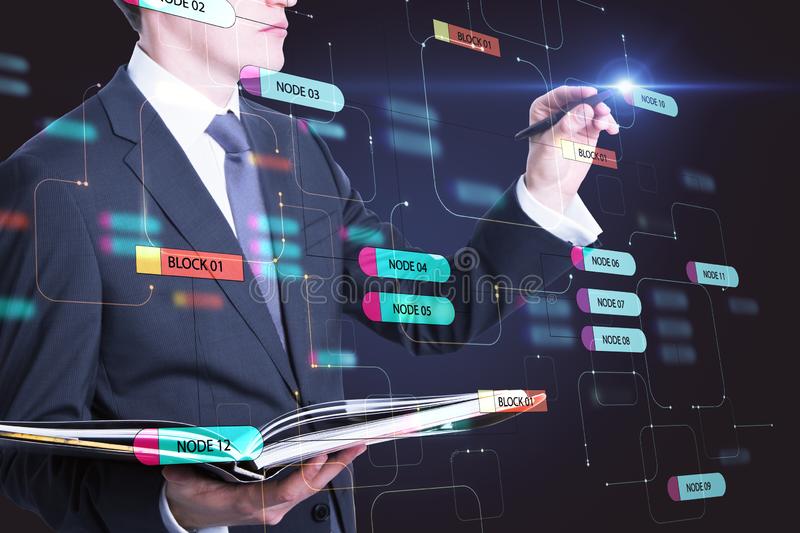 NODE 02
BLOCK 01
NODE 03
NODE 10
BLOCK 01
BLOCK 01
NODE 04
NODE 06
NODE 11
NODE 05
NODE 07
NODE 08
BLOCK 01
NODE 12
NODE 09
dreamstime